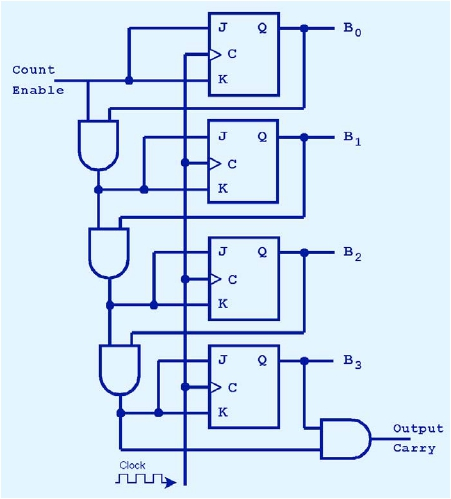 J Q B0
Count
Enable
C
K
J Q B1
C
K
J Q B2
C
K
J Q B3
C
K
Output
Carry
Clock